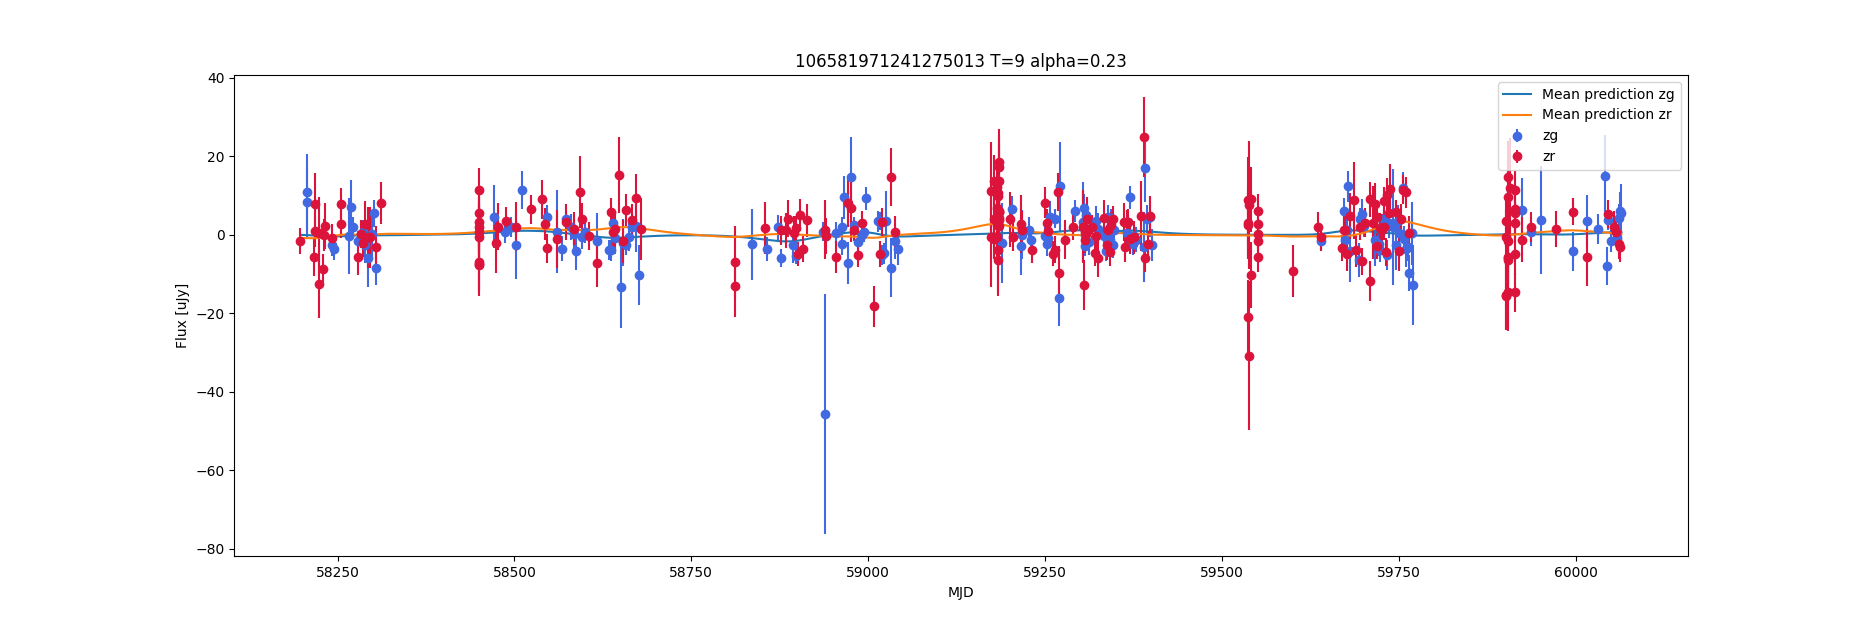 106581971241275013 T=9 alpha=0.23
40
20
0
−20
−40
−60
−80
Flux [uJy]
Mean prediction zg
Mean prediction zr
zg
zr
58250 58500 58750 59000 59250 59500 59750 60000
MJD